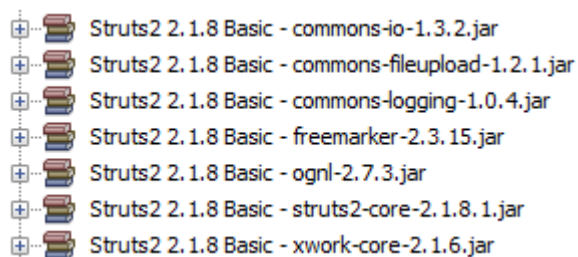 Struts2 2.1.8 Basic - commons-io-1.3.2.jar
Struts2 2.1.8 Basic - commons-fileupload-1.2.1.jar
Struts2 2.1.8 Basic - commons-logging-1.0.4.jar
Struts2 2.1.8 Basic - freemarker-2.3.15.jar
Struts2 2.1.8 Basic - ognl-2.7.3.jar
Struts2 2.1.8 Basic - struts2-core-2.1.8.1.jar
Struts2 2.1.8 Basic - xwork-core-2.1.6.jar